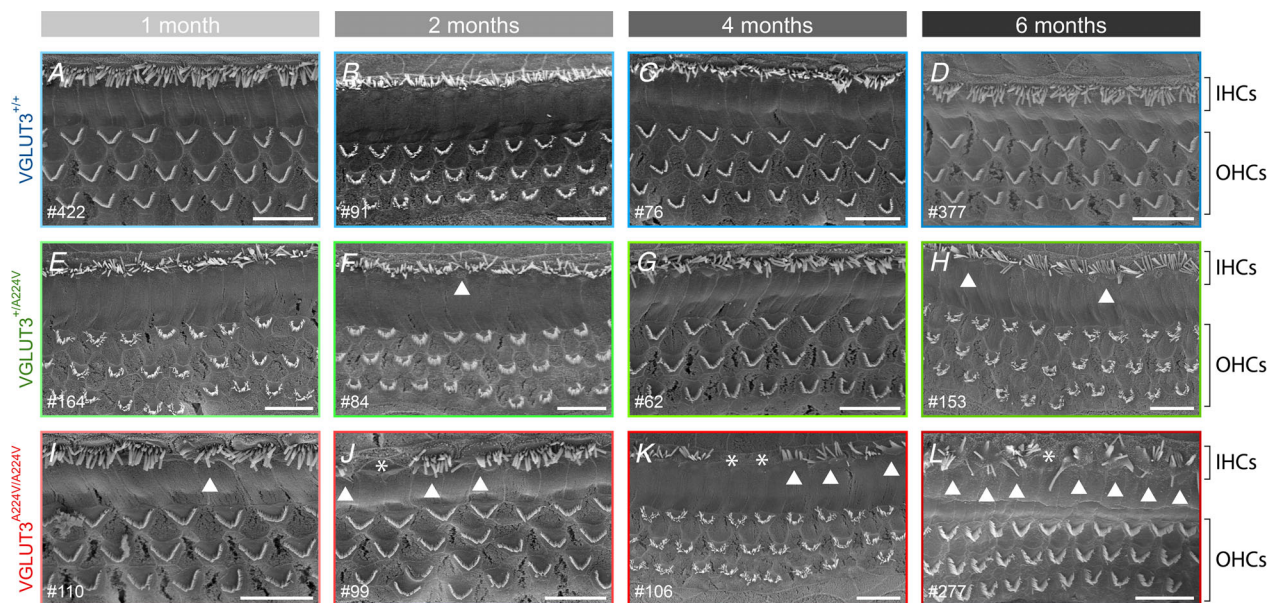 1 month 2 months 4 months 6 months
VGLUT3+/+
A B C D
IHCs
OHCs
#422 #91 #76 #377
VGLUT3+/A224V
E F G H
IHCs
OHCs
#164 #84 #62 #153
VGLUT3A224V/A224V
I J K L
* * * *
IHCs
OHCs
#110 #99 #106 #277